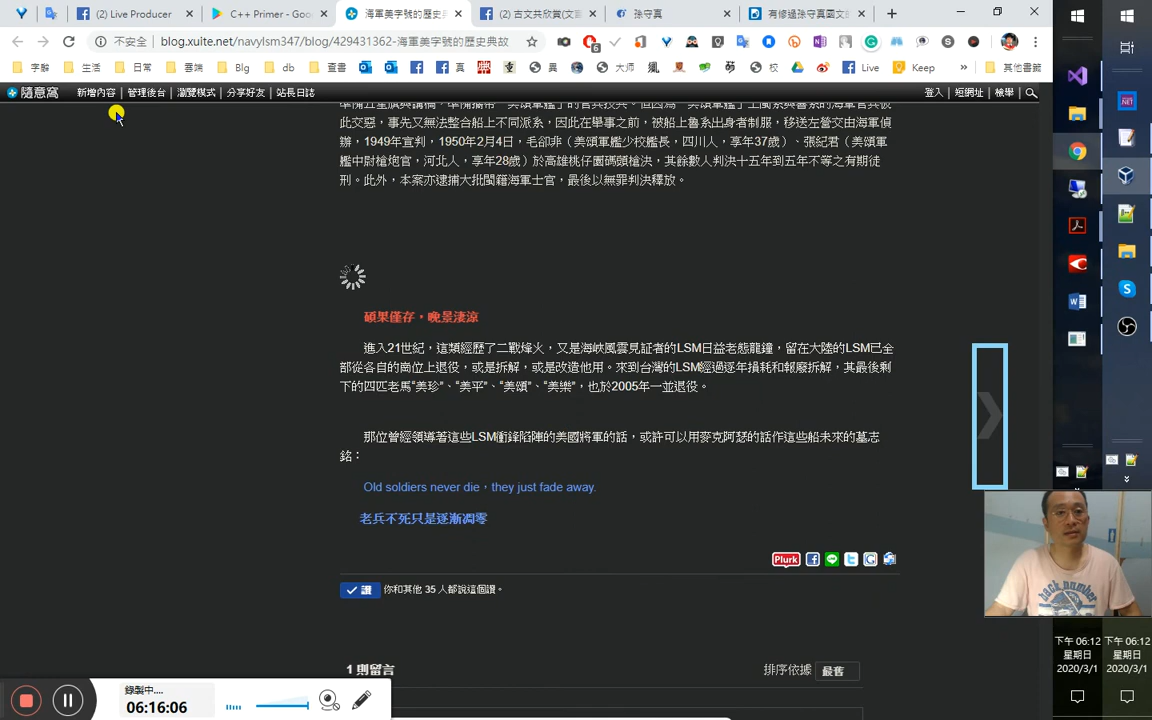 (2) Live Producer
C++ Primer - Goo
海軍美字號的歷史典
(2) 古文共欣賞(文言
孫守真
有修過孫守真國文的
不安全 blog.xuite.net/navylsm347/blog/429431362-海軍美字號的歷史典故
字辭 生活 日常 雲端 Blg db 查書 真 異 大师 校 Live Keep » 其他書籤
隨意窩 新增內容 | 管理後台 | 瀏覽模式 | 分享好友 | 站長日誌 登入 | 短網址 | 檢舉
此交惡,事先又無法整合船上不同派系,因此在舉事之前,被船上魯系出身者制服,移送左營交由海軍偵
辦,1949年宣判,1950年2月4日,毛卻非(美頌軍艦少校艦長,四川人,享年37歲)、張紀君(美頌軍
艦中尉槍炮官,河北人,享年28歲)於高雄桃仔園碼頭槍決,其餘數人判決十五年到五年不等之有期徒
刑。此外,本案亦逮捕大批閩籍海軍士官,最後以無罪判決釋放。
碩果僅存,晚景淒涼
進入21世紀,這類經歷了二戰烽火,又是海峽風雲見証者的LSM日益老態龍鐘,留在大陸的LSM已全
部從各自的崗位上退役,或是拆解,或是改造他用。來到台灣的LSM經過逐年損耗和報廢拆解,其最後剩
下的四匹老馬“美珍”、“美平”、“美頌”、“美樂”,也於2005年一並退役。
那位曾經領導著這些LSM衝鋒陷陣的美國將軍的話,或許可以用麥克阿瑟的話作這些船未來的墓志
銘:
Old soldiers never die,they just fade away.
老兵不死只是逐漸凋零
Plurk
讚 你和其他 35 人都說這個讚。
1 則留言 排序依據 最舊
錄製中....
06:16:06
back number
下午 06:12
星期日
2020/3/1
下午 06:12
星期日
2020/3/1